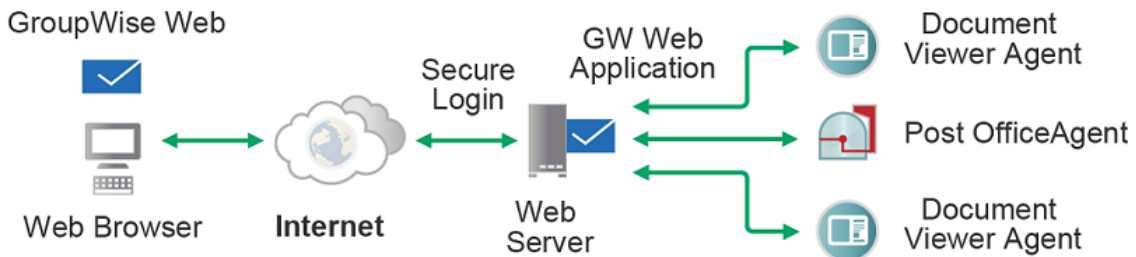 GroupWise Web
Web Browser
Internet
Secure
Login
Web
Server
GW Web
Application
Document
Viewer Agent
Post OfficeAgent
Document
Viewer Agent